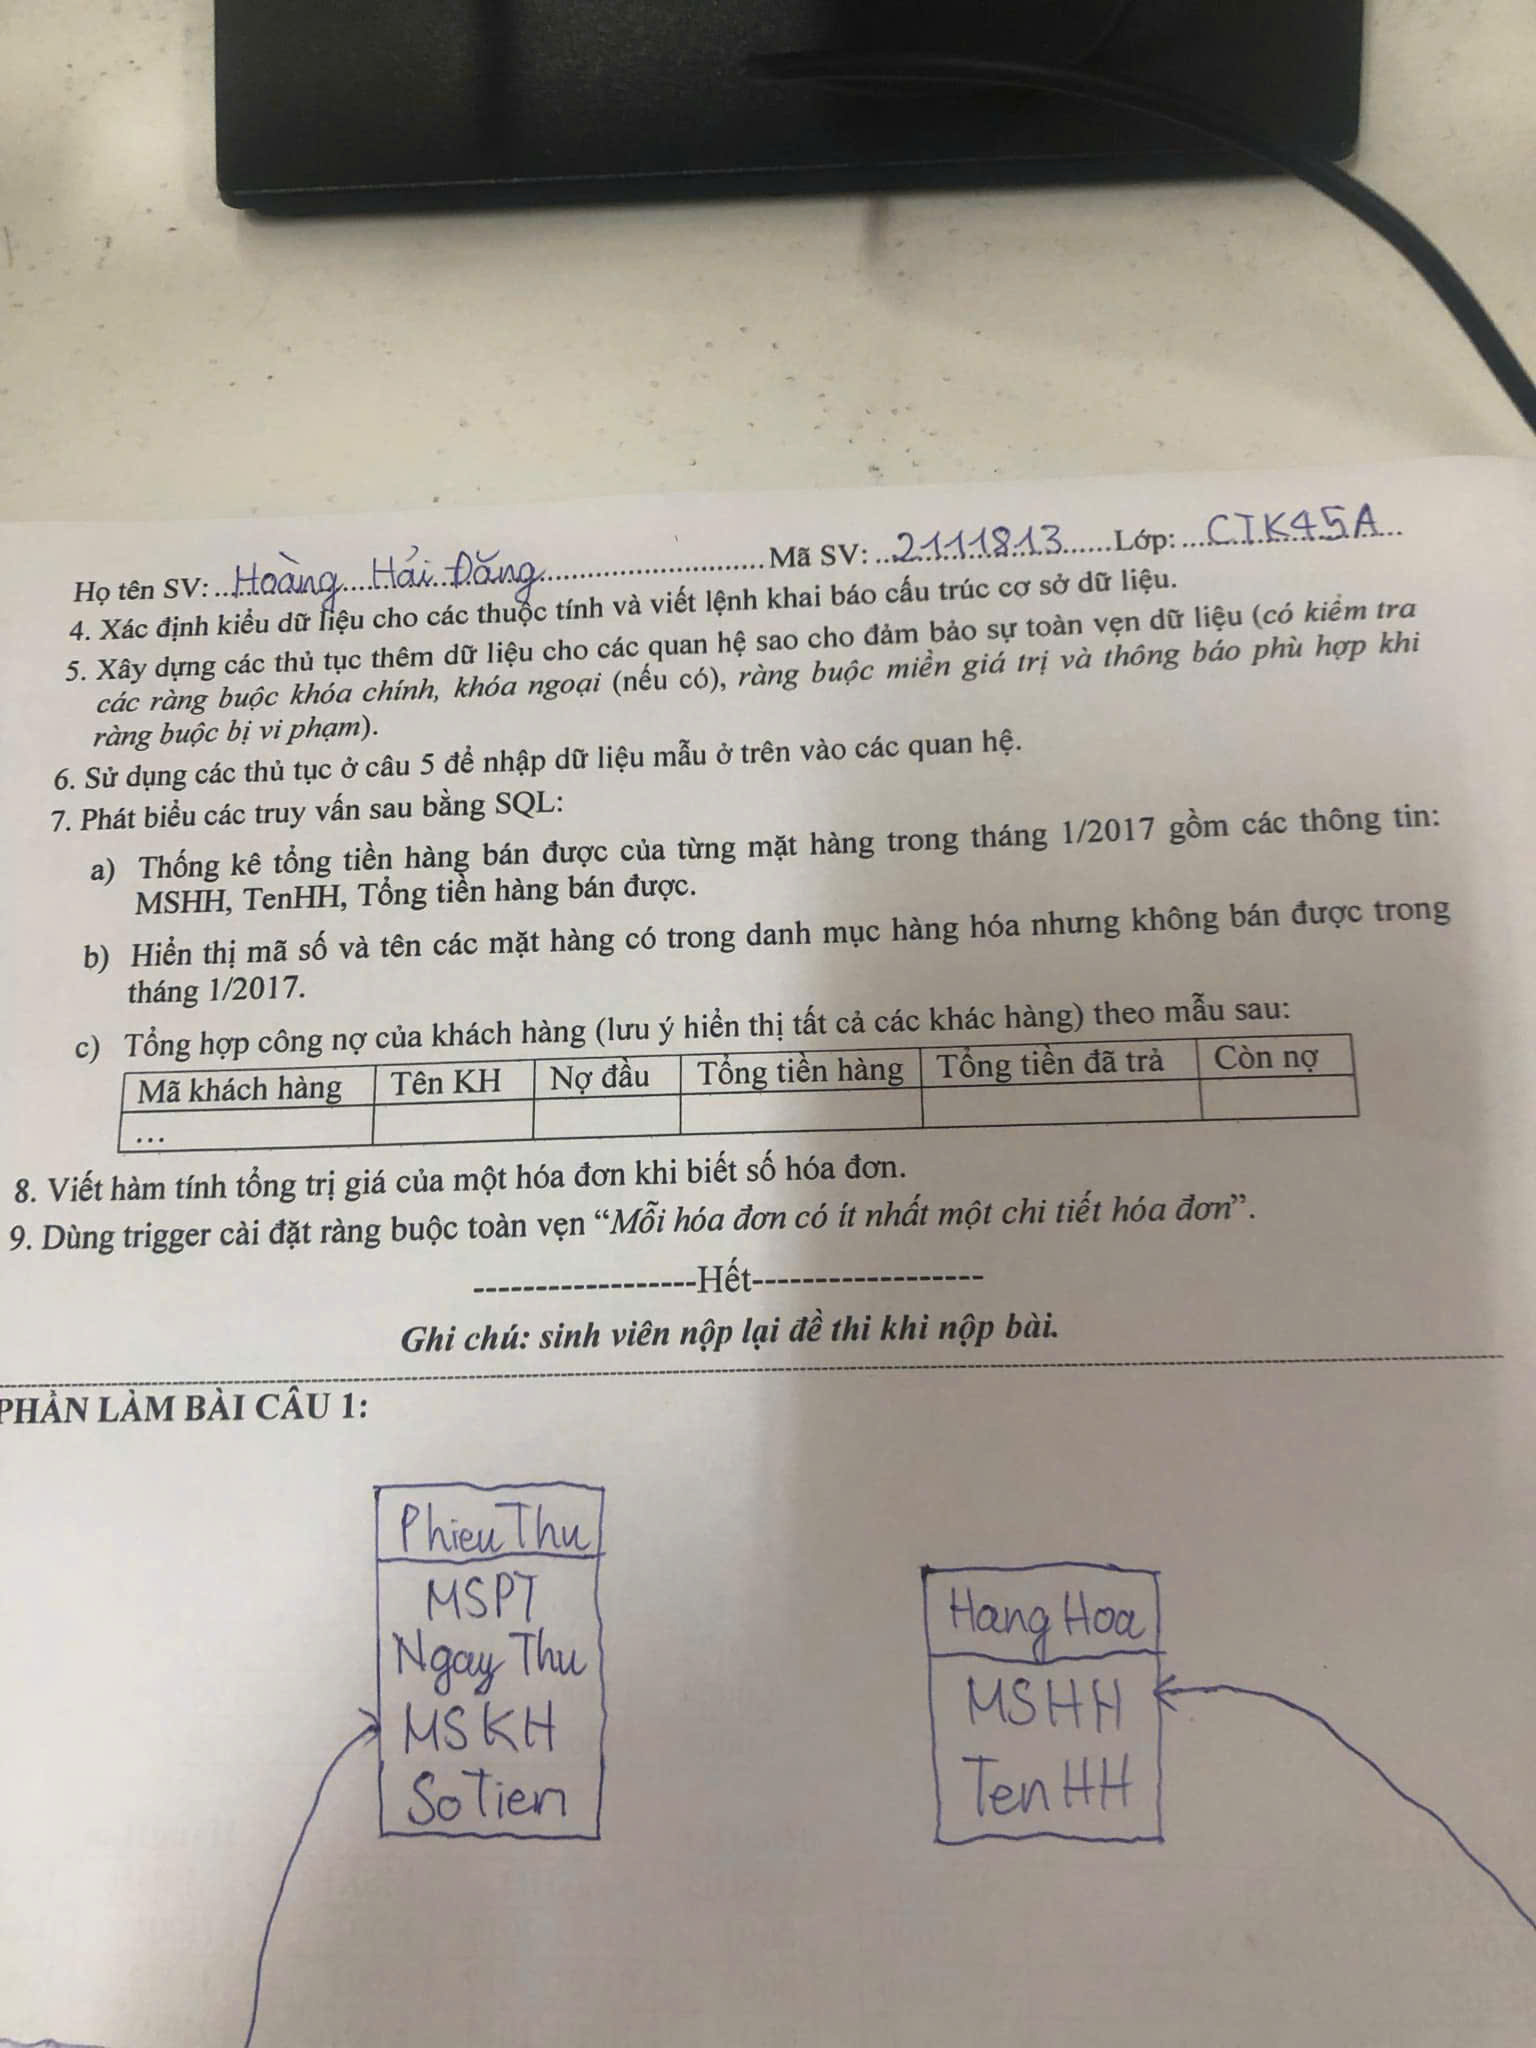 Họ tên SV: ..Hoàng...Hải..Đăng............................Mã SV: ..2111813......Lớp: ...CTK45A...
4. Xác định kiểu dữ liệu cho các thuộc tính và viết lệnh khai báo cấu trúc cơ sở dữ liệu.
5. Xây dựng các thủ tục thêm dữ liệu cho các quan hệ sao cho đảm bảo sự toàn vẹn dữ liệu (có kiểm tra
các ràng buộc khóa chính, khóa ngoại (nếu có), ràng buộc miền giá trị và thông báo phù hợp khi
ràng buộc bị vi phạm).
6. Sử dụng các thủ tục ở câu 5 để nhập dữ liệu mẫu ở trên vào các quan hệ.
7. Phát biểu các truy vấn sau bằng SQL:
a) Thống kê tổng tiền hàng bán được của từng mặt hàng trong tháng 1/2017 gồm các thông tin:
MSHH, TenHH, Tổng tiền hàng bán được.
b) Hiển thị mã số và tên các mặt hàng có trong danh mục hàng hóa nhưng không bán được trong
tháng 1/2017.
c) Tổng hợp công nợ của khách hàng (lưu ý hiển thị tất cả các khác hàng) theo mẫu sau:
Mã khách hàng Tên KH Nợ đầu Tổng tiền hàng Tổng tiền đã trả Còn nợ
...
8. Viết hàm tính tổng trị giá của một hóa đơn khi biết số hóa đơn.
9. Dùng trigger cài đặt ràng buộc toàn vẹn “Mỗi hóa đơn có ít nhất một chi tiết hóa đơn”.
------------------Hết-------------------
Ghi chú: sinh viên nộp lại đề thi khi nộp bài.
PHẦN LÀM BÀI CÂU 1:
PhieuThu
MSPT
NgayThu
MSKH
SoTien
HangHoa
MSHH
TenHH